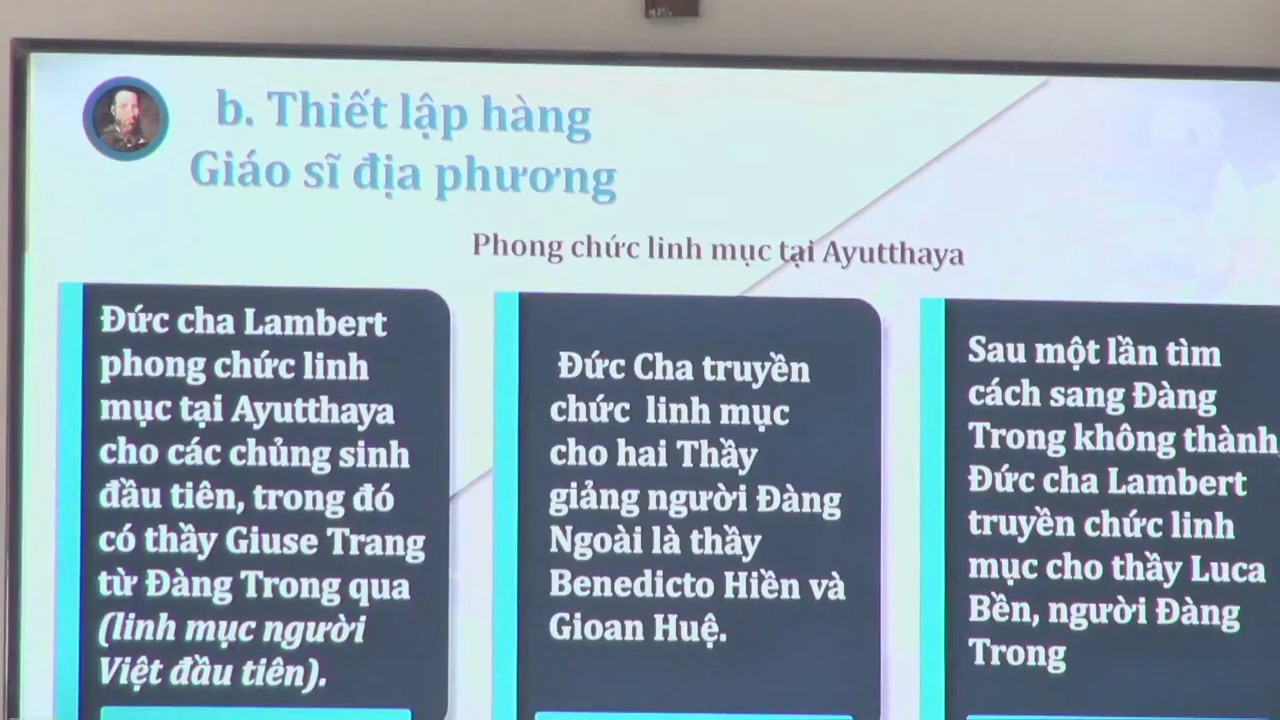 b. Thiết lập hàng
Giáo sĩ địa phương
Phong chức linh mục tại Ayutthaya
Đức cha Lambert
phong chức linh
mục tại Ayutthaya
cho các chủng sinh
đầu tiên, trong đó
có thầy Giuse Trang
từ Đàng Trong qua
(linh mục người
Việt đầu tiên).
Đức Cha truyền
chức linh mục
cho hai Thầy
giảng người Đàng
Ngoài là thầy
Benedicto Hiền và
Gioan Huệ.
Sau một lần tìm
cách sang Đàng
Trong không thành
Đức cha Lambert
truyền chức linh
mục cho thầy Luca
Bền, người Đàng
Trong